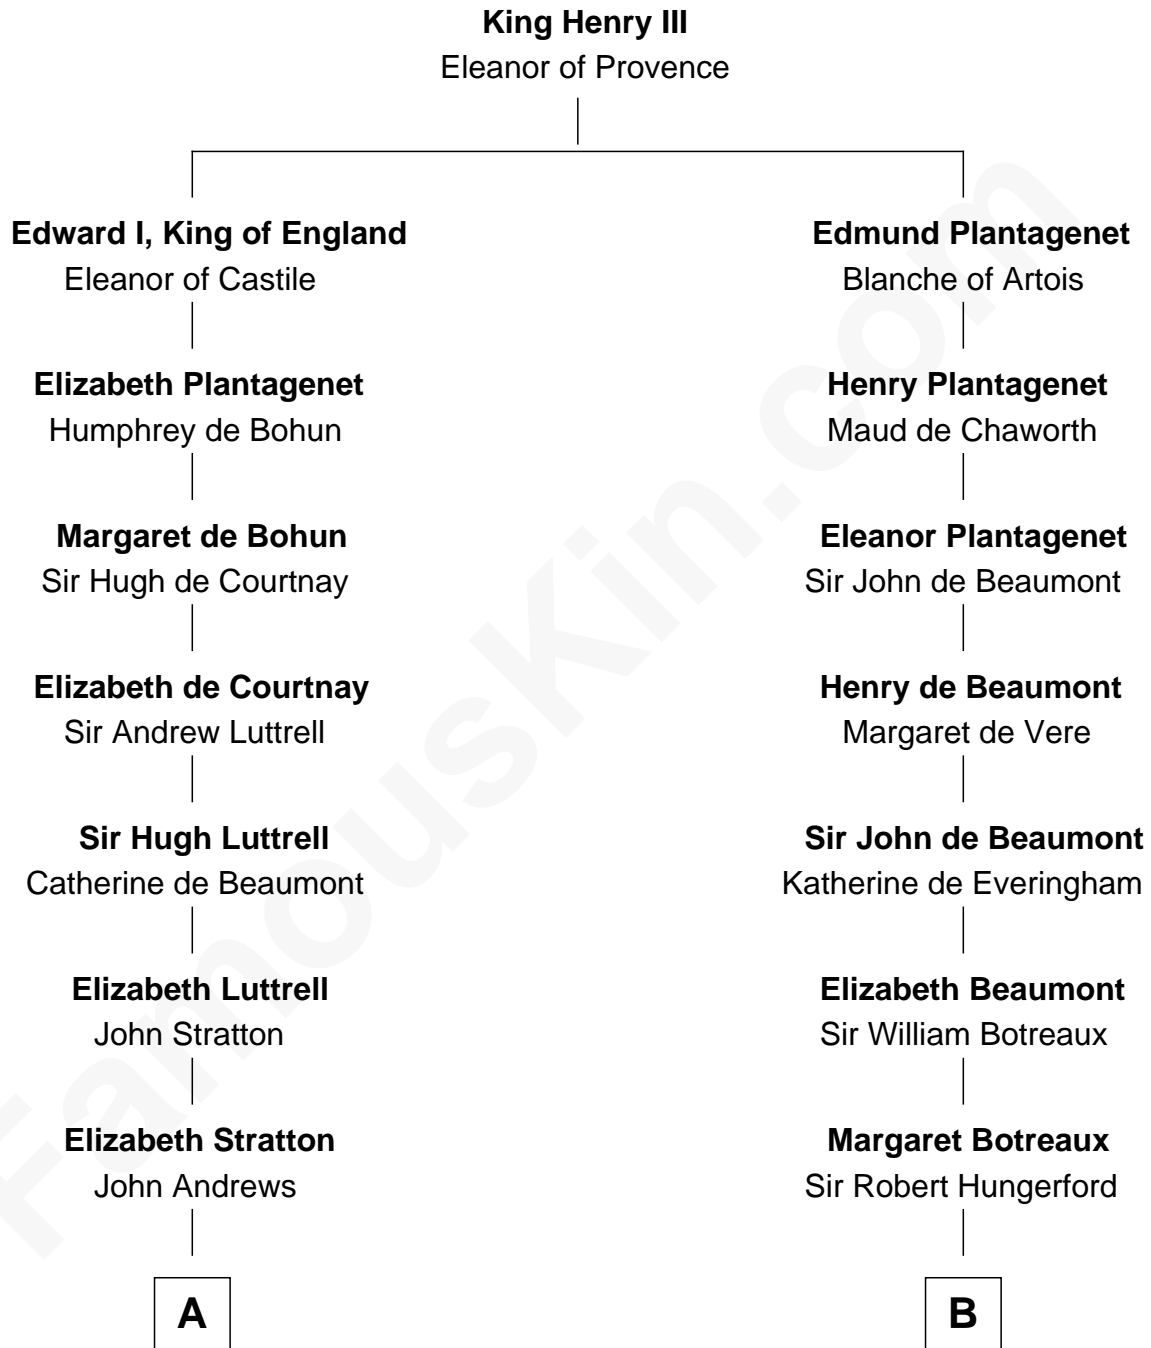 King Henry III
Eleanor of Provence
Edward I, King of England
Eleanor of Castile
Edmund Plantagenet
Blanche of Artois
Elizabeth Plantagenet
Humphrey de Bohun
Henry Plantagenet
Maud de Chaworth
Margaret de Bohun
Sir Hugh de Courtnay
Eleanor Plantagenet
Sir John de Beaumont
Elizabeth de Courtnay
Sir Andrew Luttrell
Henry de Beaumont
Margaret de Vere
Sir Hugh Luttrell
Catherine de Beaumont
Sir John de Beaumont
Katherine de Everingham
Elizabeth Luttrell
John Stratton
Elizabeth Beaumont
Sir William Botreaux
Elizabeth Stratton
John Andrews
Margaret Botreaux
Sir Robert Hungerford
A
B
FamousKin.com